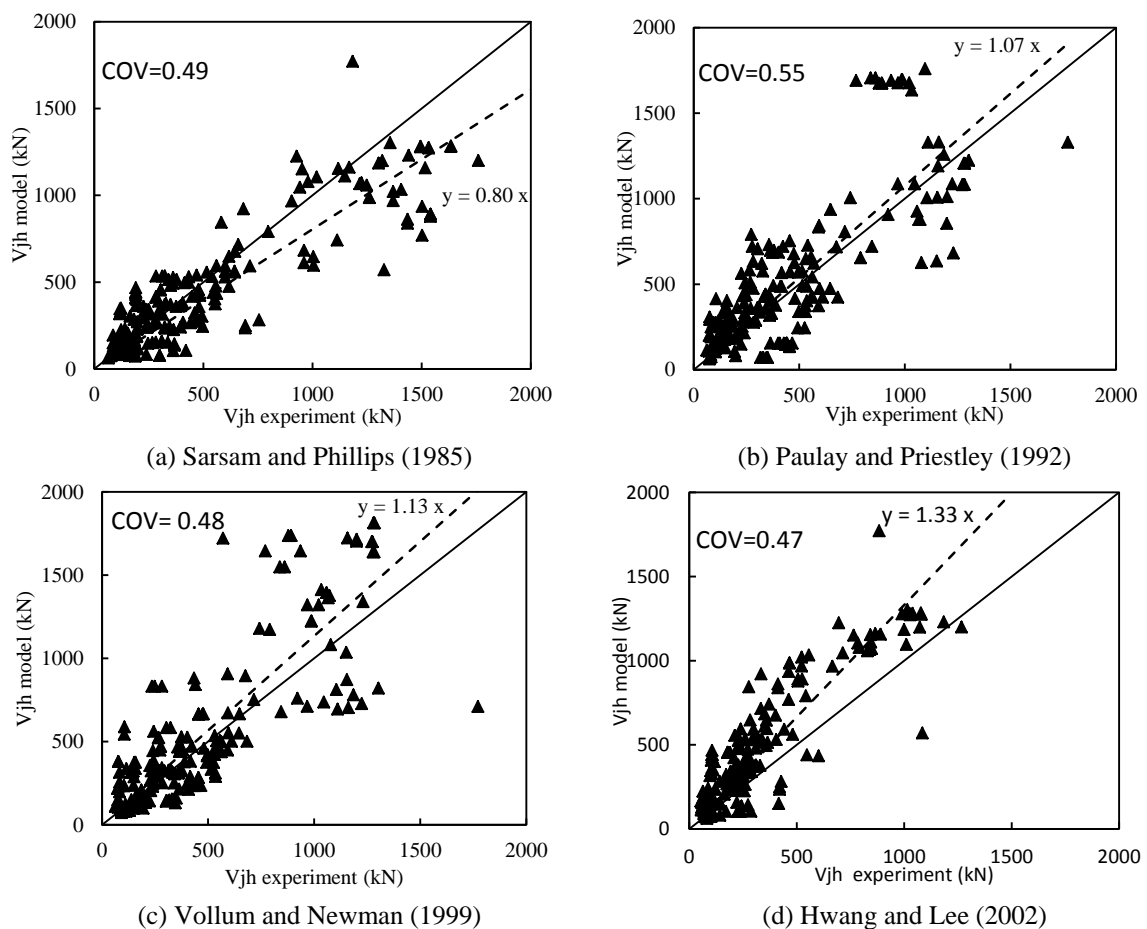 COV=0.49
y = 0.80 x
Vjh model (kN)
2000
1500
1000
500
0
0 500 1000 1500 2000
Vjh experiment (kN)
(a) Sarsam and Phillips (1985)
COV=0.55
y = 1.07 x
Vjh model (kN)
2000
1500
1000
500
0
0 500 1000 1500 2000
Vjh experiment (kN)
(b) Paulay and Priestley (1992)
COV= 0.48
y = 1.13 x
Vjh model (kN)
2000
1500
1000
500
0
0 500 1000 1500 2000
Vjh experiment (kN)
(c) Vollum and Newman (1999)
COV=0.47
y = 1.33 x
Vjh model (kN)
2000
1500
1000
500
0
0 500 1000 1500 2000
Vjh experiment (kN)
(d) Hwang and Lee (2002)